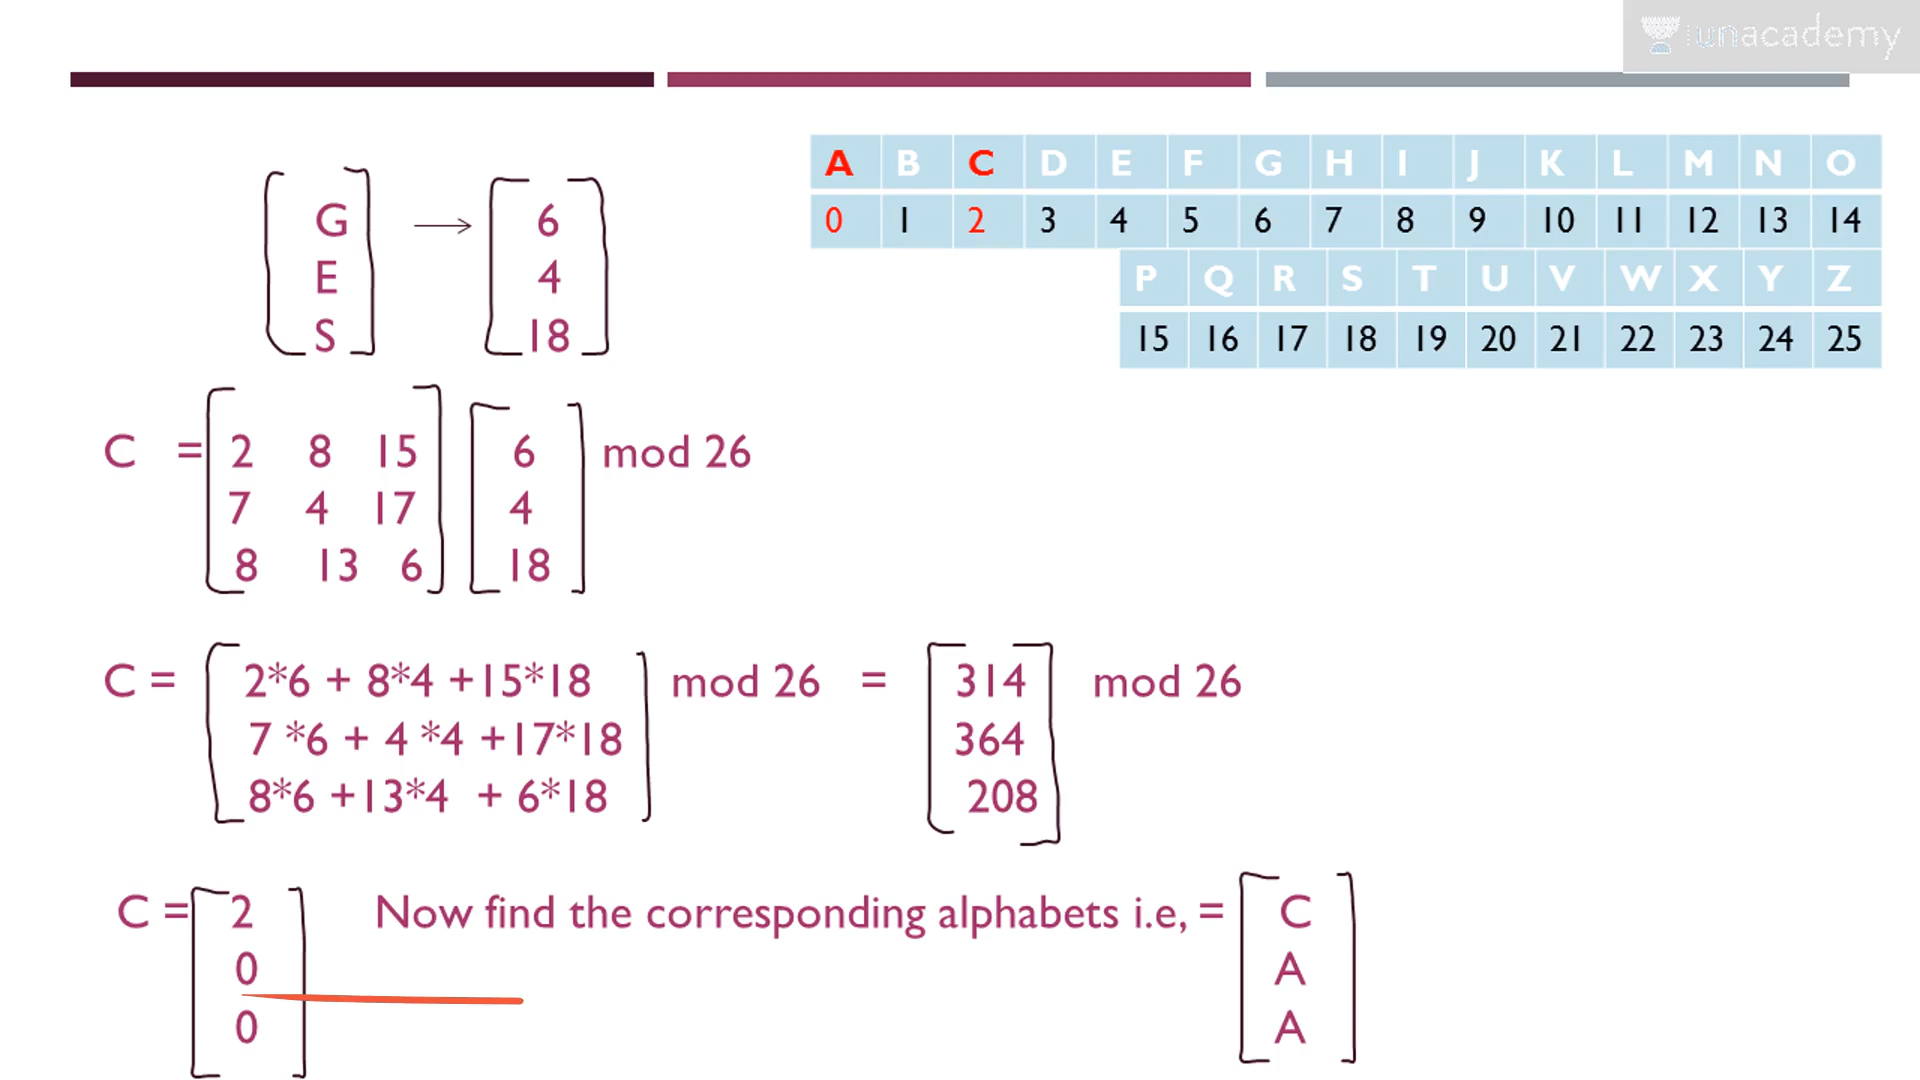 unacademy
A B C D E F G H I J K L M N O
0 1 2 3 4 5 6 7 8 9 10 11 12 13 14
P Q R S T U V W X Y Z
15 16 17 18 19 20 21 22 23 24 25
G → 6
E 4
S 18
C = 2 8 15 6 mod 26
7 4 17 4
8 13 6 18
C = 2*6 + 8*4 +15*18 mod 26 = 314 mod 26
7 *6 + 4 *4 +17*18 364
8*6 +13*4 + 6*18 208
C = 2 Now find the corresponding alphabets i.e, = C
0 A
0 A